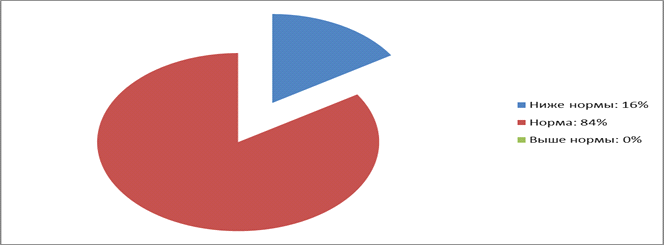 Ниже нормы: 16%
Норма: 84%
Выше нормы: 0%